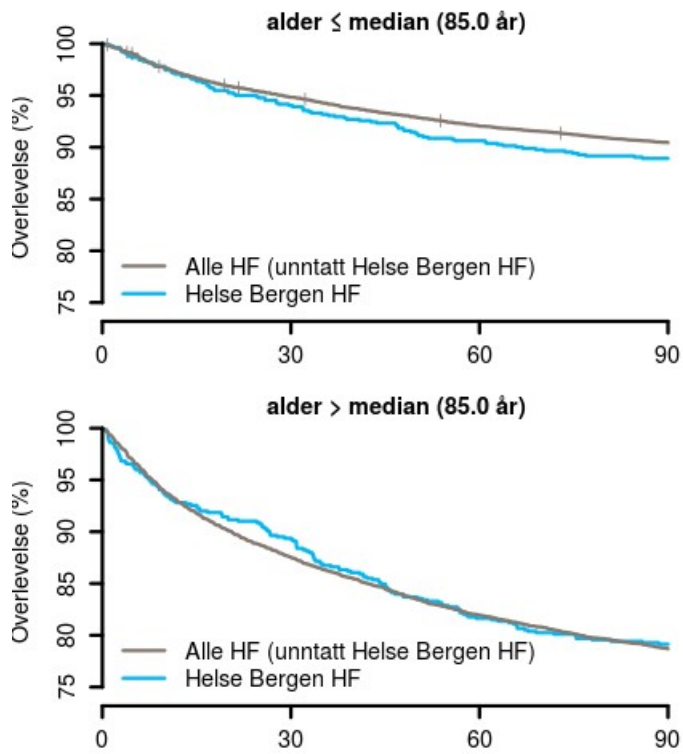 alder ≤ median (85.0 år)
Overlevelse (%)
100
95
90
85
80
75
Alle HF (unntatt Helse Bergen HF)
Helse Bergen HF
0 30 60 90
alder > median (85.0 år)
Overlevelse (%)
100
95
90
85
80
75
Alle HF (unntatt Helse Bergen HF)
Helse Bergen HF
0 30 60 90